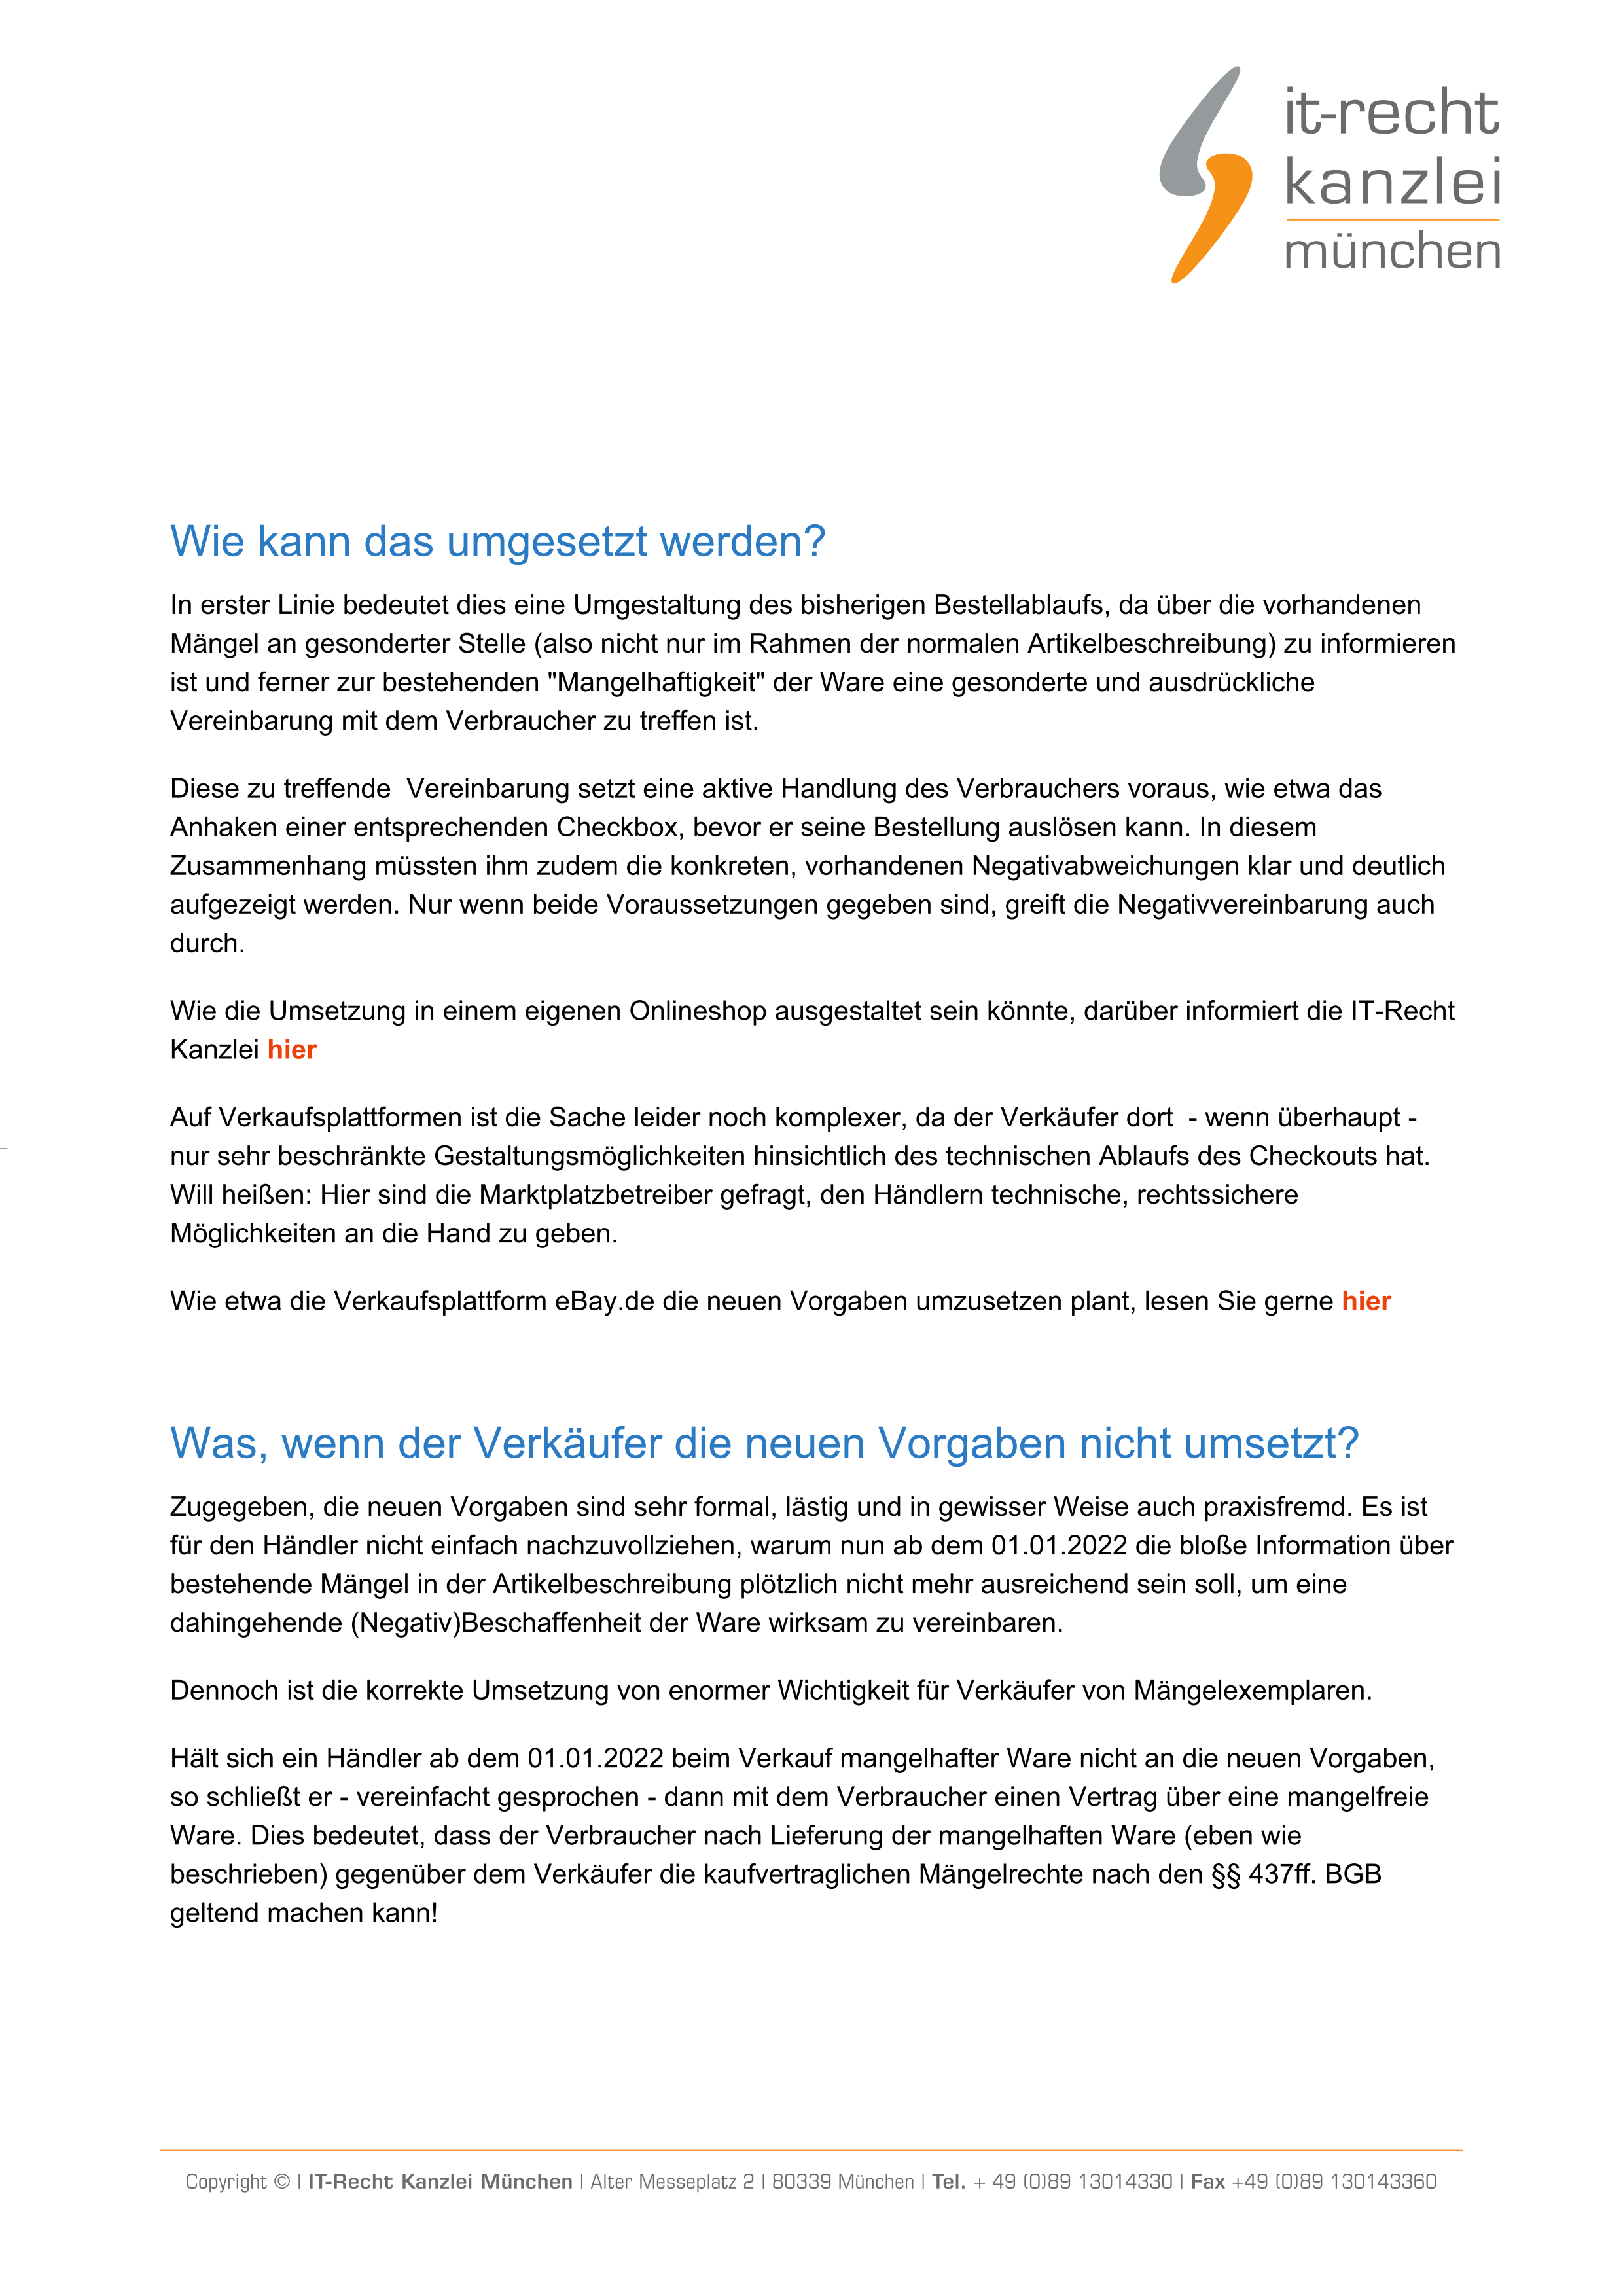 it-recht
kanzlei
münchen
Wie kann das umgesetzt werden?
In erster Linie bedeutet dies eine Umgestaltung des bisherigen Bestellablaufs, da über die vorhandenen
Mängel an gesonderter Stelle (also nicht nur im Rahmen der normalen Artikelbeschreibung) zu informieren
ist und ferner zur bestehenden "Mangelhaftigkeit" der Ware eine gesonderte und ausdrückliche
Vereinbarung mit dem Verbraucher zu treffen ist.
Diese zu treffende  Vereinbarung setzt eine aktive Handlung des Verbrauchers voraus, wie etwa das
Anhaken einer entsprechenden Checkbox, bevor er seine Bestellung auslösen kann. In diesem
Zusammenhang müssten ihm zudem die konkreten, vorhandenen Negativabweichungen klar und deutlich
aufgezeigt werden. Nur wenn beide Voraussetzungen gegeben sind, greift die Negativvereinbarung auch
durch.
Wie die Umsetzung in einem eigenen Onlineshop ausgestaltet sein könnte, darüber informiert die IT-Recht
Kanzlei hier
Auf Verkaufsplattformen ist die Sache leider noch komplexer, da der Verkäufer dort  - wenn überhaupt -
nur sehr beschränkte Gestaltungsmöglichkeiten hinsichtlich des technischen Ablaufs des Checkouts hat.
Will heißen: Hier sind die Marktplatzbetreiber gefragt, den Händlern technische, rechtssichere
Möglichkeiten an die Hand zu geben.
Wie etwa die Verkaufsplattform eBay.de die neuen Vorgaben umzusetzen plant, lesen Sie gerne hier
Was, wenn der Verkäufer die neuen Vorgaben nicht umsetzt?
Zugegeben, die neuen Vorgaben sind sehr formal, lästig und in gewisser Weise auch praxisfremd. Es ist
für den Händler nicht einfach nachzuvollziehen, warum nun ab dem 01.01.2022 die bloße Information über
bestehende Mängel in der Artikelbeschreibung plötzlich nicht mehr ausreichend sein soll, um eine
dahingehende (Negativ)Beschaffenheit der Ware wirksam zu vereinbaren.
Dennoch ist die korrekte Umsetzung von enormer Wichtigkeit für Verkäufer von Mängelexemplaren.
Hält sich ein Händler ab dem 01.01.2022 beim Verkauf mangelhafter Ware nicht an die neuen Vorgaben,
so schließt er - vereinfacht gesprochen - dann mit dem Verbraucher einen Vertrag über eine mangelfreie
Ware. Dies bedeutet, dass der Verbraucher nach Lieferung der mangelhaften Ware (eben wie
beschrieben) gegenüber dem Verkäufer die kaufvertraglichen Mängelrechte nach den §§ 437ff. BGB
geltend machen kann!
Copyright © | IT-Recht Kanzlei München | Alter Messeplatz 2 | 80339 München | Tel. + 49 (0)89 13014330 | Fax +49 (0)89 130143360